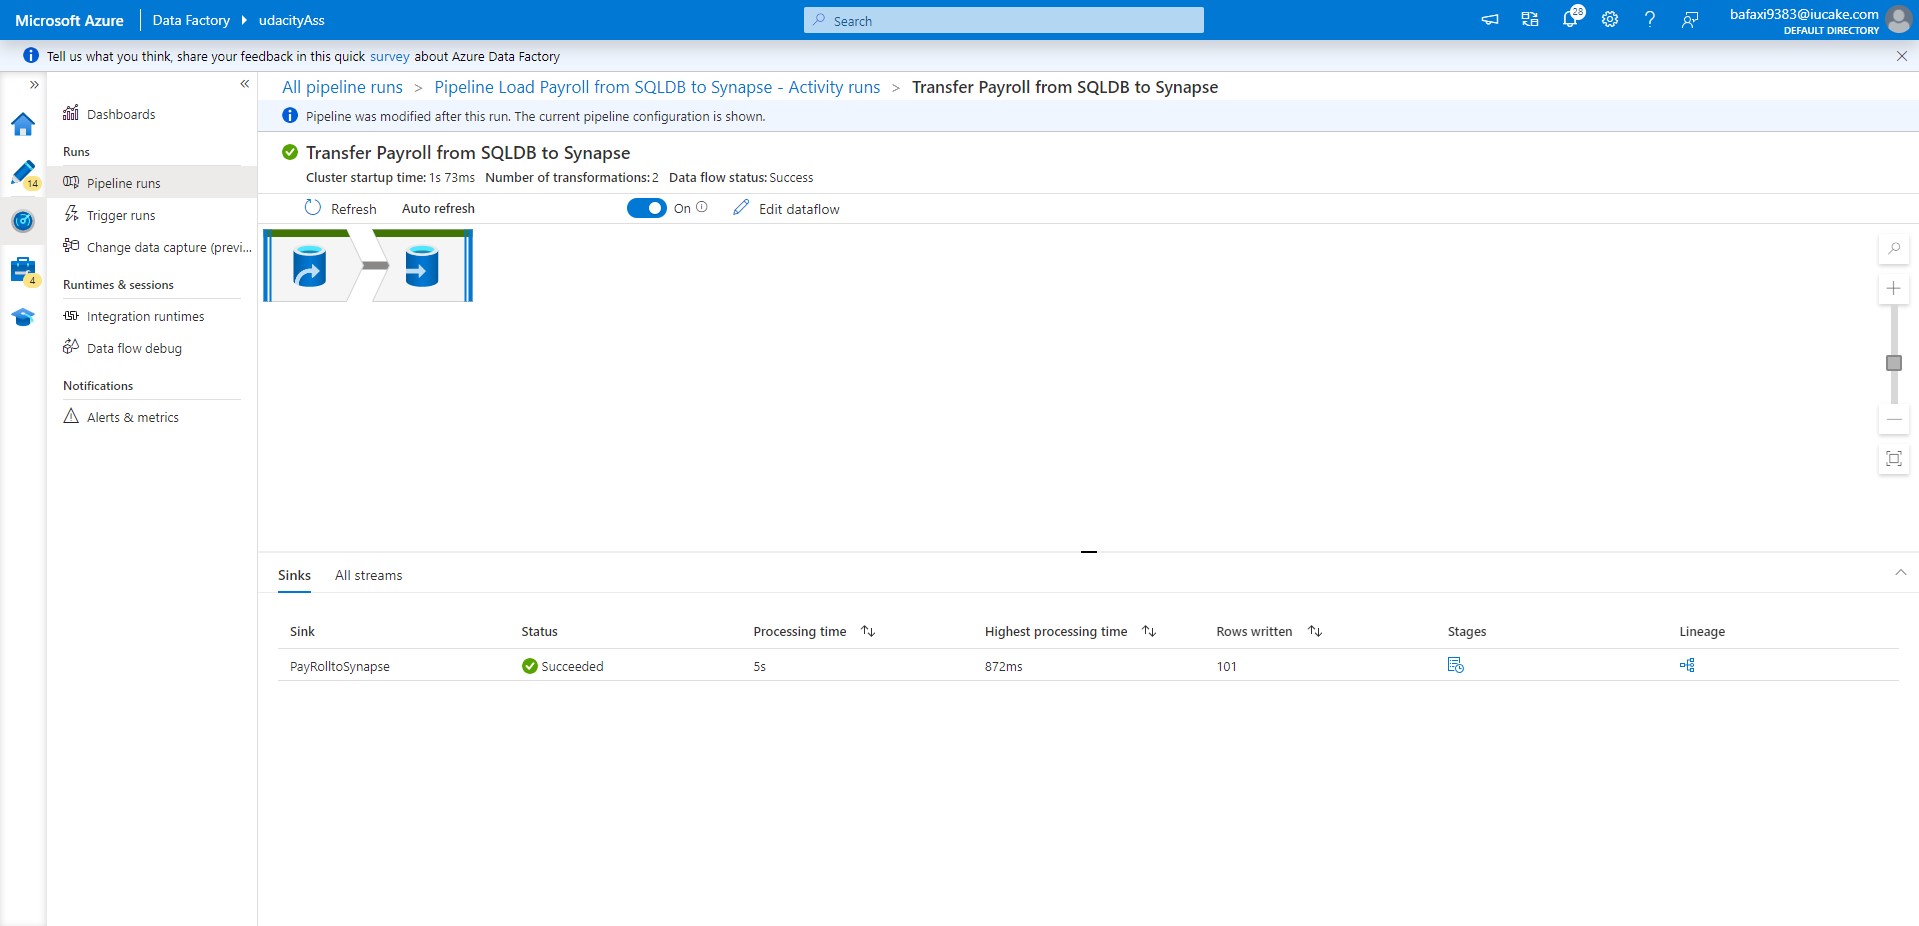 Microsoft Azure
Data Factory
udacityAss
Search
28
bafaxi9383@iucake.com
DEFAULT DIRECTORY
Tell us what you think, share your feedback in this quick survey about Azure Data Factory
14
4
Dashboards
Runs
Pipeline runs
Trigger runs
Change data capture (previ...
Runtimes & sessions
Integration runtimes
Data flow debug
Notifications
Alerts & metrics
All pipeline runs > Pipeline Load Payroll from SQLDB to Synapse - Activity runs > Transfer Payroll from SQLDB to Synapse
Pipeline was modified after this run. The current pipeline configuration is shown.
Transfer Payroll from SQLDB to Synapse
Cluster startup time: 1s 73ms Number of transformations: 2 Data flow status: Success
Refresh Auto refresh On Edit dataflow
Sinks All streams
Sink Status Processing time Highest processing time Rows written Stages Lineage
PayRolltoSynapse Succeeded 5s 872ms 101